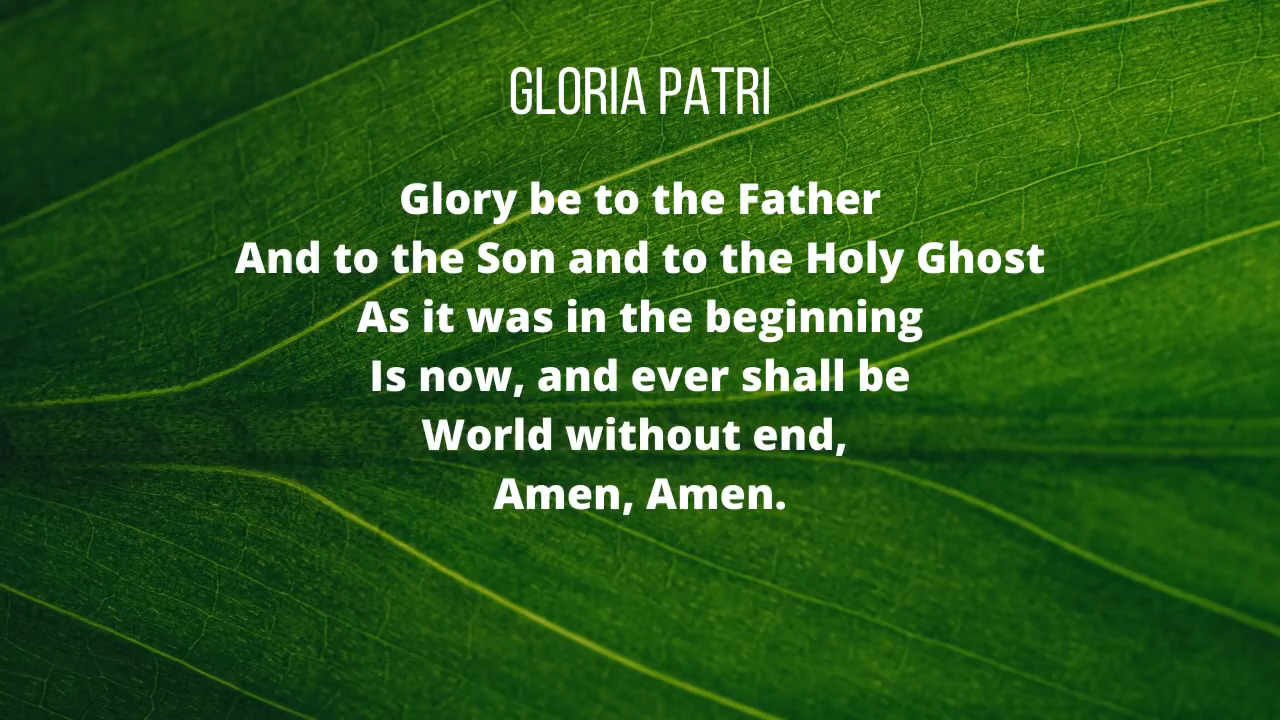 GLORIA PATRI
Glory be to the Father
And to the Son and to the Holy Ghost
As it was in the beginning
Is now, and ever shall be
World without end,
Amen, Amen.